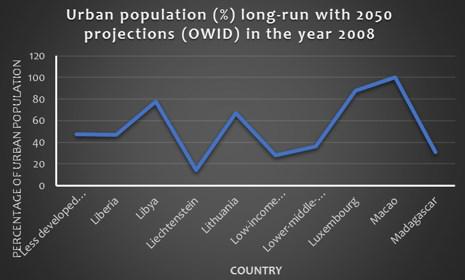 Urban population (%) long-run with 2050
projections (OWID) in the year 2008
PERCENTAGE OF URBAN POPULATION
120
100
80
60
40
20
0
Less developed...
Liberia
Libya
Liechtenstein
Lithuania
Low-income...
Lower-middle-...
Luxembourg
Macao
Madagascar
COUNTRY